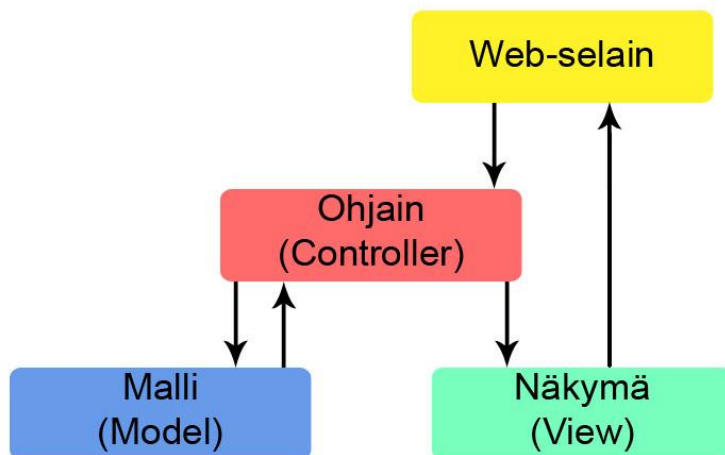 Web-selain
Ohjain
(Controller)
Malli
(Model)
Näkymä
(View)